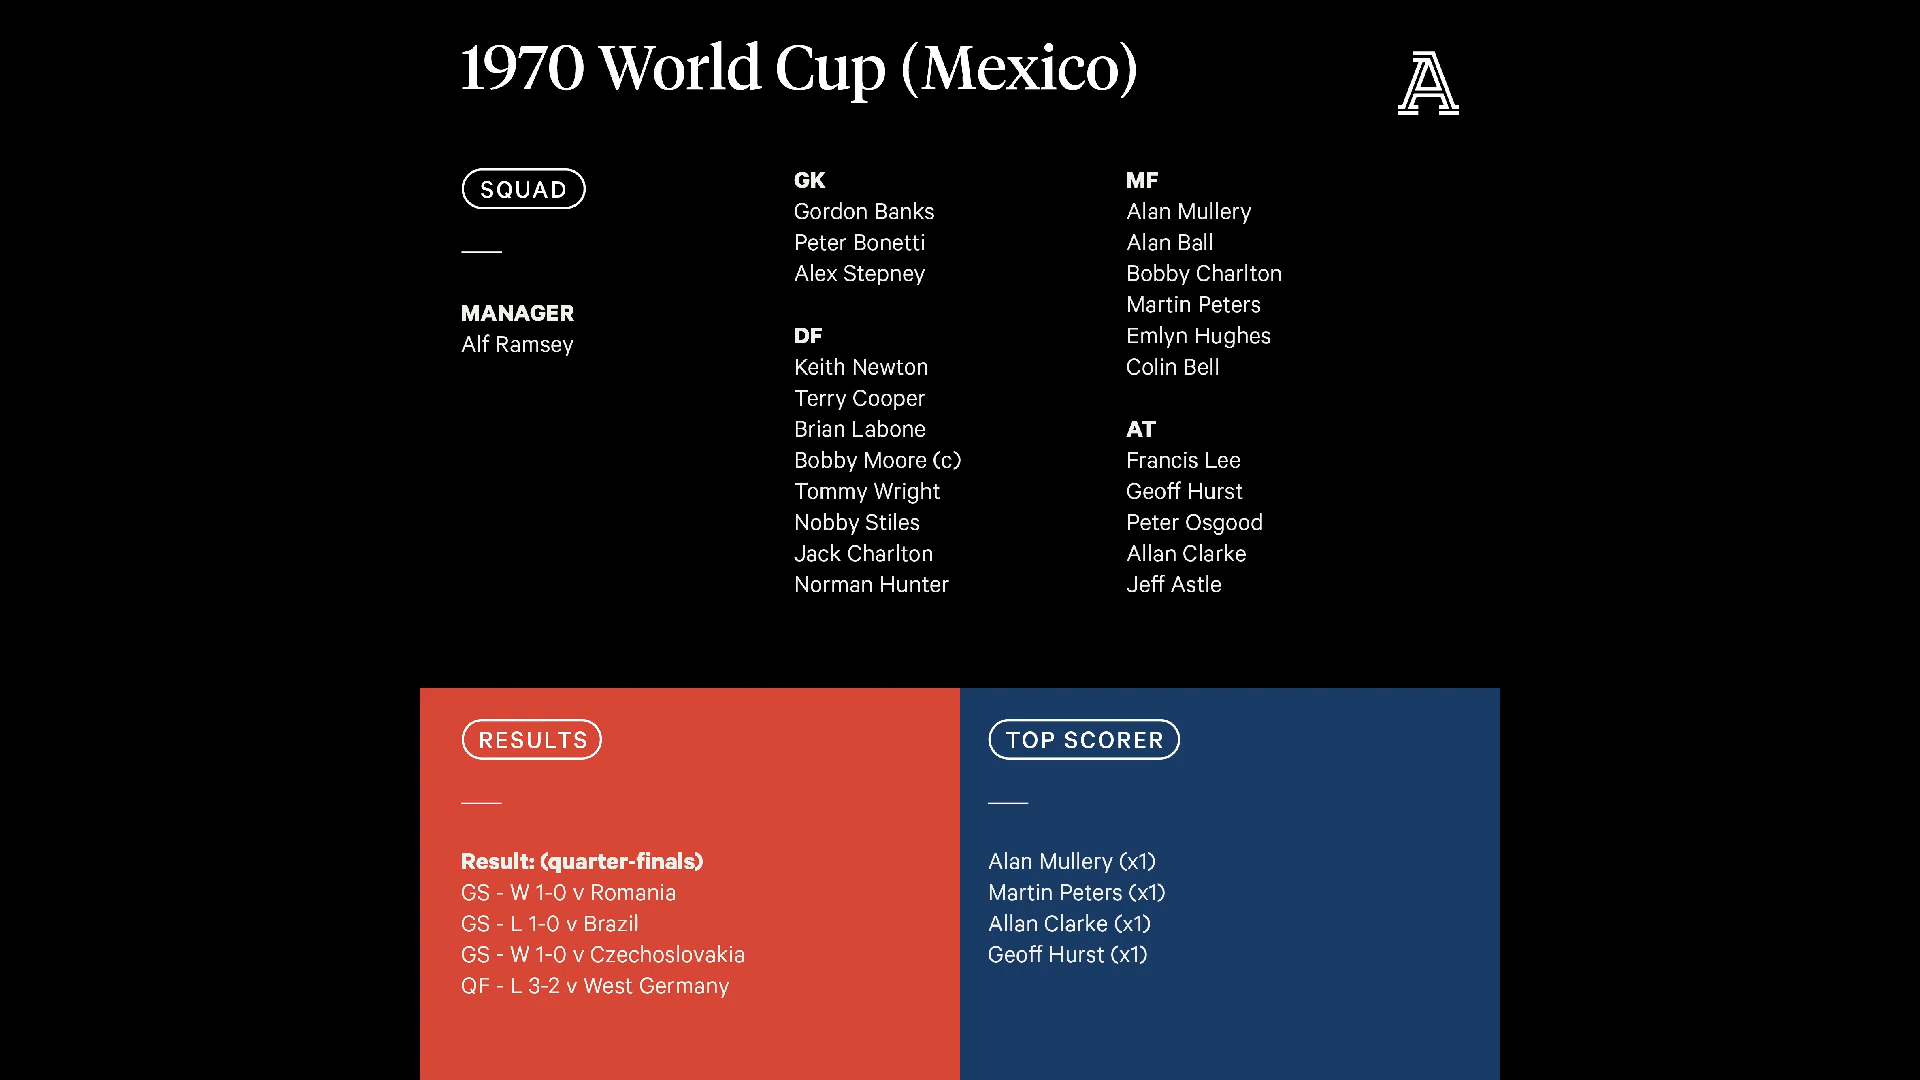 1970 World Cup (Mexico)
A
SQUAD
MANAGER
Alf Ramsey
GK
Gordon Banks
Peter Bonetti
Alex Stepney
DF
Keith Newton
Terry Cooper
Brian Labone
Bobby Moore (c)
Tommy Wright
Nobby Stiles
Jack Charlton
Norman Hunter
MF
Alan Mullery
Alan Ball
Bobby Charlton
Martin Peters
Emlyn Hughes
Colin Bell
AT
Francis Lee
Geoff Hurst
Peter Osgood
Allan Clarke
Jeff Astle
RESULTS
Result: (quarter-finals)
GS - W 1-0 v Romania
GS - L 1-0 v Brazil
GS - W 1-0 v Czechoslovakia
QF - L 3-2 v West Germany
TOP SCORER
Alan Mullery (x1)
Martin Peters (x1)
Allan Clarke (x1)
Geoff Hurst (x1)